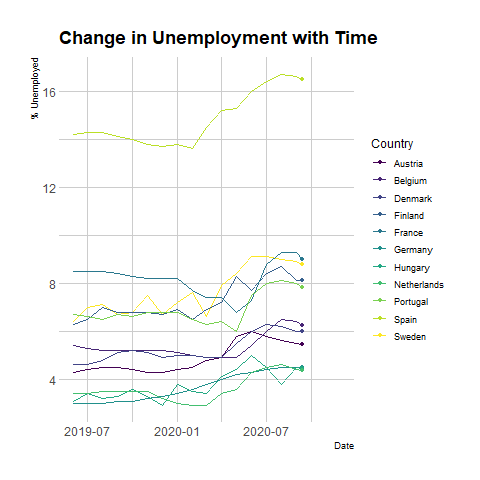 Change in Unemployment with Time
% Unemployed
16
12
8
4
2019-07
2020-01
2020-07
Date
Country
Austria
Belgium
Denmark
Finland
France
Germany
Hungary
Netherlands
Portugal
Spain
Sweden